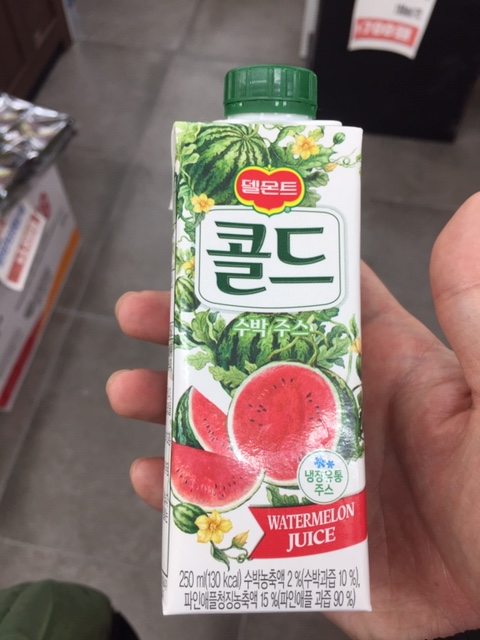 델몬트
콜드
수박 주스
냉장유통
주스
WATERMELON
JUICE
250 ml(130 kcal) 수박농축액 2 %(수박과즙 10 %),
파인애플청징농축액 15 %(파인애플 과즙 90 %)